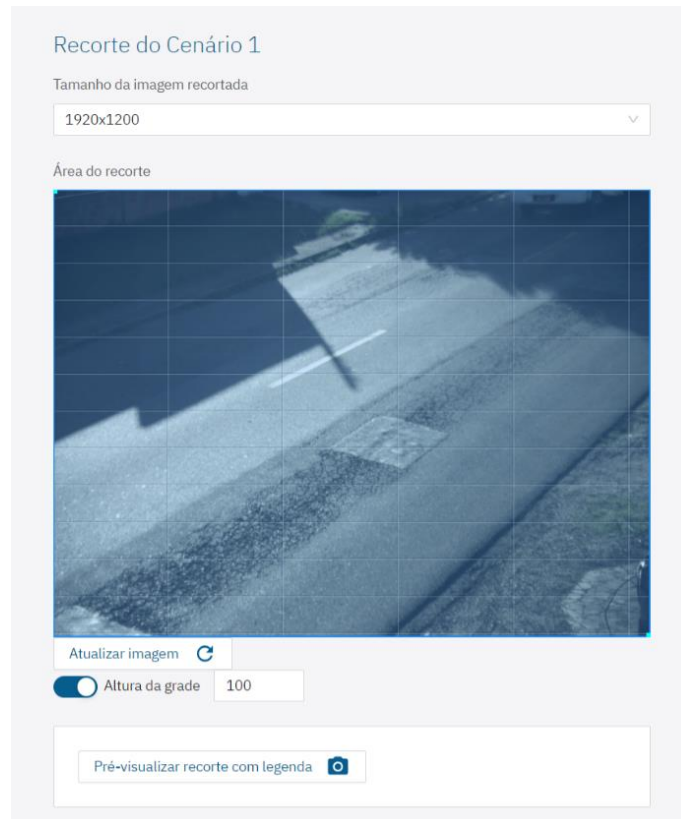 Recorte do Cenário 1
Tamanho da imagem recortada
1920x1200
Área do recorte
Atualizar imagem
Altura da grade 100
Pré-visualizar recorte com legenda